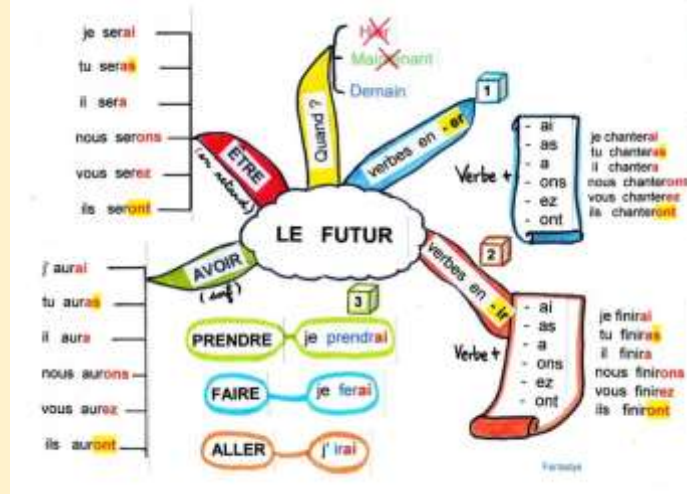 je serai
tu seras
il sera
nous serons
vous serez
ils seront
ÊTRE
Quand ?
Hier
Maintenant
Demain
verbes en - er
1
Verbe +
- ai
- as
- a
- ons
- ez
- ont
je chanterai
tu chanteras
il chantera
nous chanteront
vous chanterez
ils chanteront
LE FUTUR
AVOIR
j' aurai
tu auras
il aura
nous aurons
vous aurez
ils auront
verbes en - ir
2
Verbe +
- ai
- as
- a
- ons
- ez
- ont
je finirai
tu finiras
il finira
nous finirons
vous finirez
ils finiront
3
PRENDRE je prendrai
FAIRE je ferai
ALLER j' irai
Fantadys